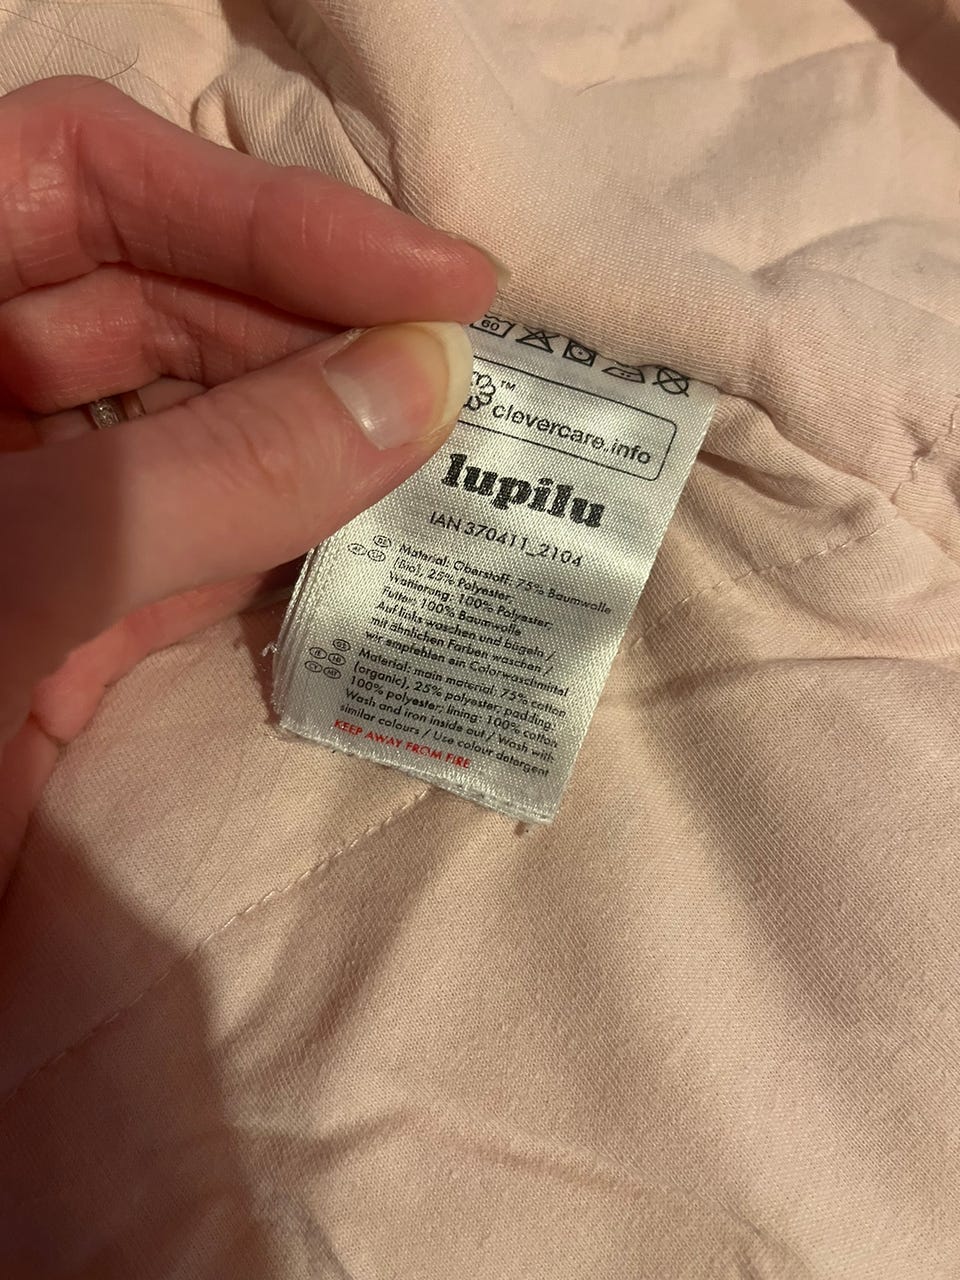 60
™
clevercare.info
lupilu
IAN 370411_2104
Material: Oberstoff: 75% Baumwolle
(Bio), 25% Polyester;
Wattierung: 100% Polyester;
Futter: 100% Baumwolle
Auf links waschen und bügeln /
mit ähnlichen Farben waschen /
wir empfehlen ein Colorwaschmittel
Material: main material: 75% cotton
(organic), 25% polyester; padding:
100% polyester; lining: 100% cotton
Wash and iron inside out / Wash with
similar colours / Use colour detergent
KEEP AWAY FROM FIRE